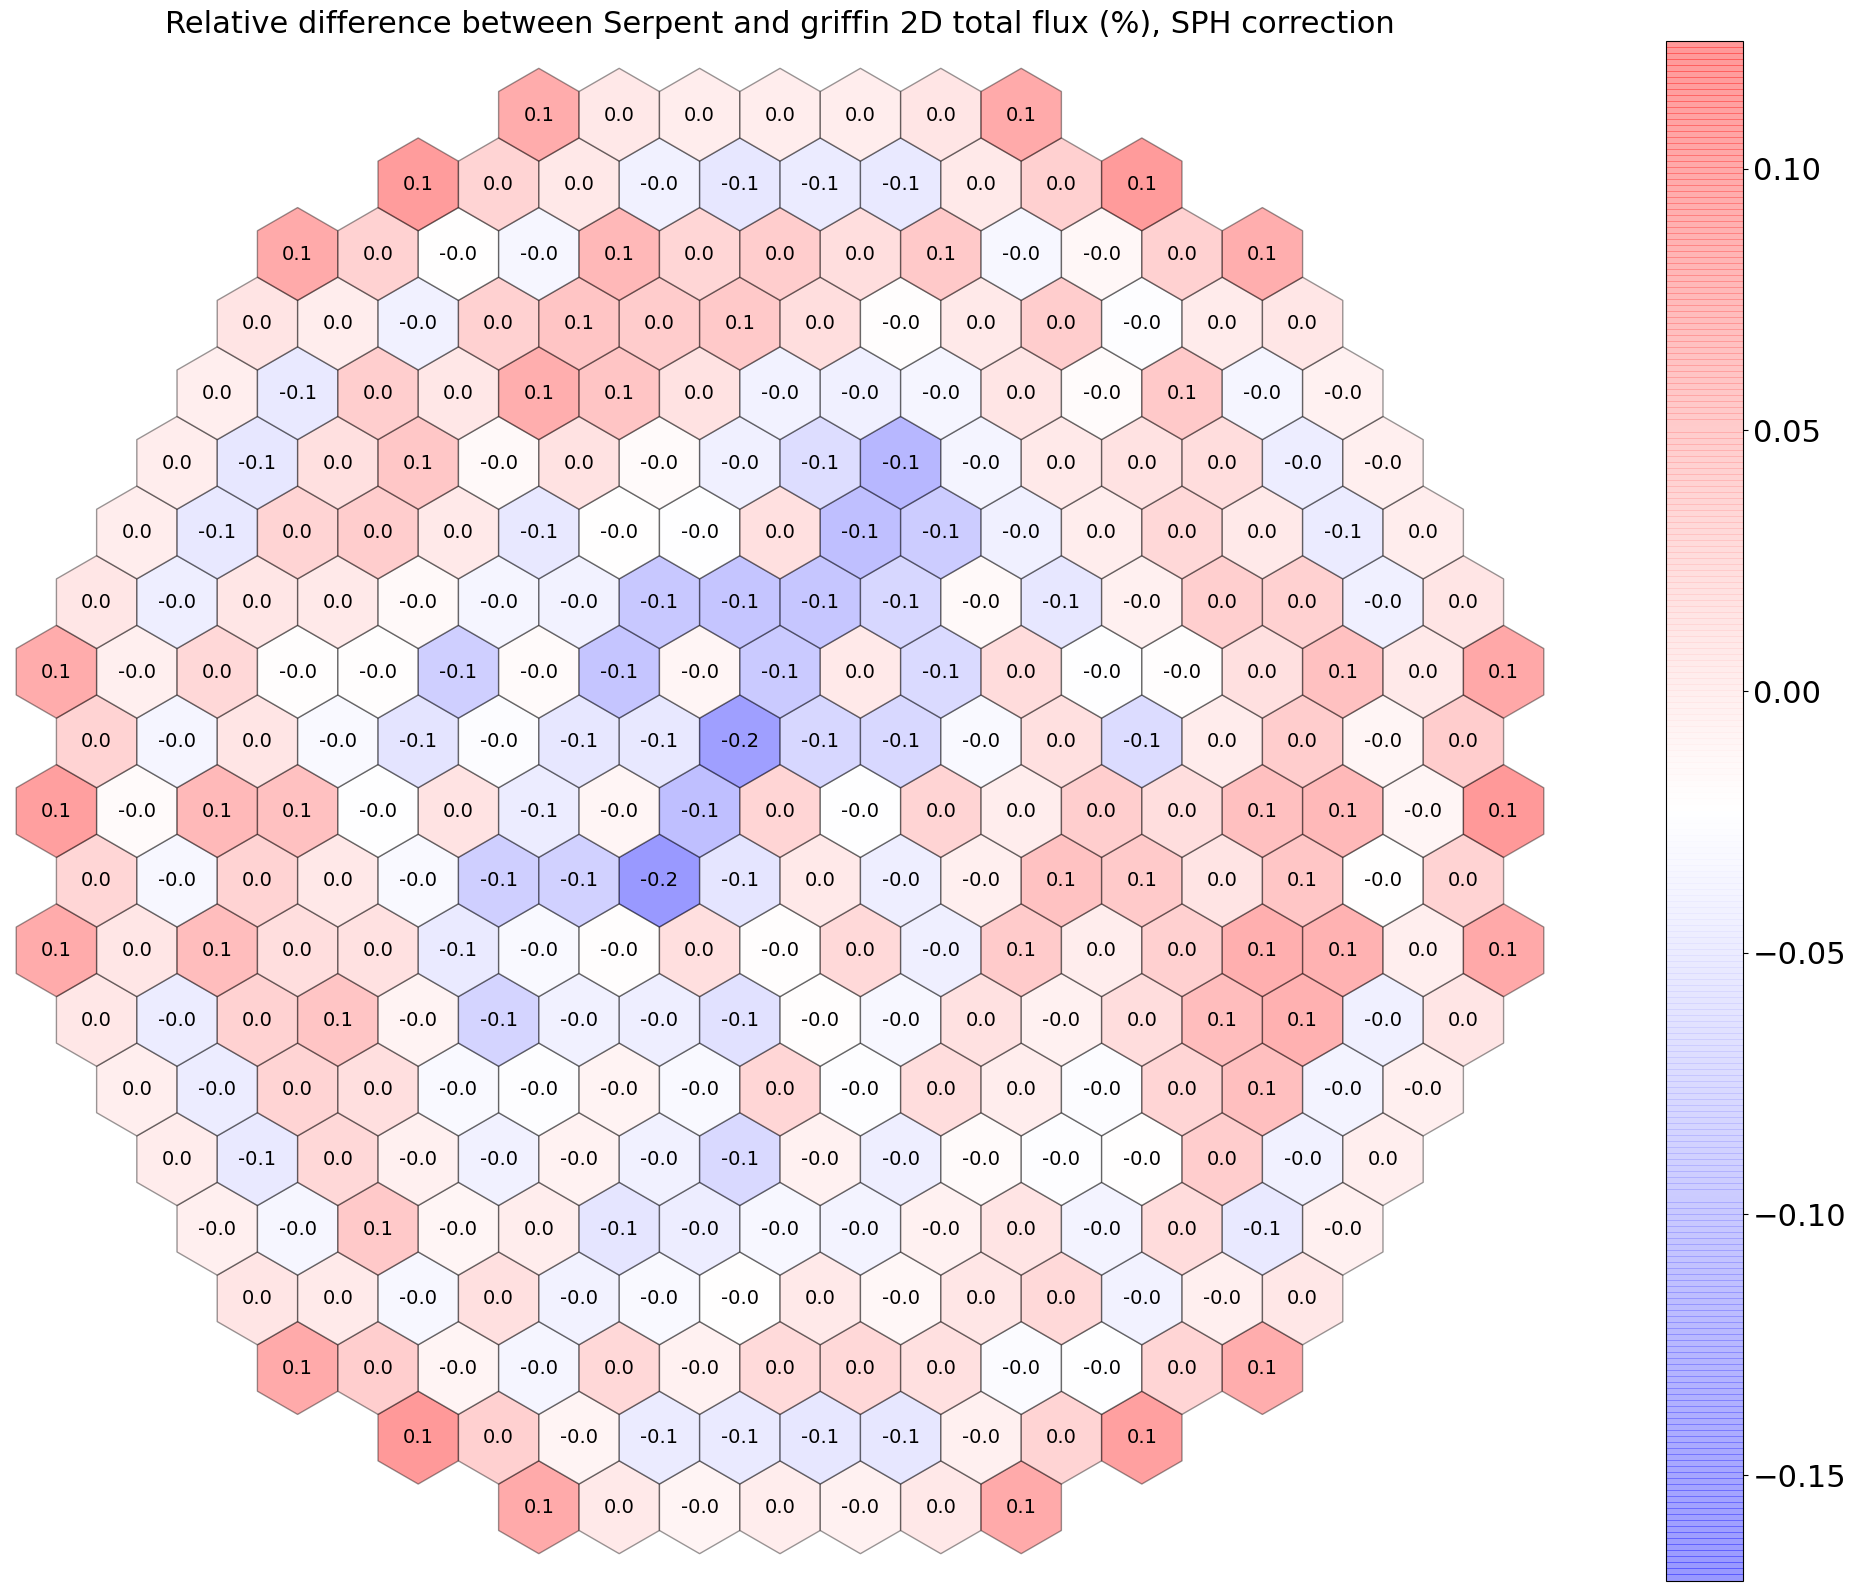 Relative difference between Serpent and griffin 2D total flux (%), SPH correction
0.1 0.0 0.0 0.0 0.0 0.0 0.1
0.1 0.0 0.0 -0.0 -0.1 -0.1 -0.1 0.0 0.0 0.1
0.1 0.0 -0.0 -0.0 0.1 0.0 0.0 0.0 0.1 -0.0 -0.0 0.0 0.1
0.0 0.0 -0.0 0.0 0.1 0.0 0.1 0.0 -0.0 0.0 0.0 -0.0 0.0 0.0
0.0 -0.1 0.0 0.0 0.1 0.1 0.0 -0.0 -0.0 -0.0 0.0 -0.0 0.1 -0.0 -0.0
0.0 -0.1 0.0 0.1 -0.0 0.0 -0.0 -0.0 -0.1 -0.1 -0.0 0.0 0.0 0.0 -0.0 -0.0
0.0 -0.1 0.0 0.0 0.0 -0.1 -0.0 -0.0 0.0 -0.1 -0.1 -0.0 0.0 0.0 0.0 -0.1 0.0
0.0 -0.0 0.0 0.0 -0.0 -0.0 -0.0 -0.1 -0.1 -0.1 -0.1 -0.0 -0.1 -0.0 0.0 0.0 -0.0 0.0
0.1 -0.0 0.0 -0.0 -0.0 -0.1 -0.0 -0.1 -0.0 -0.1 0.0 -0.1 0.0 -0.0 -0.0 0.0 0.1 0.0 0.1
0.0 -0.0 0.0 -0.0 -0.1 -0.0 -0.1 -0.1 -0.2 -0.1 -0.1 -0.0 0.0 -0.1 0.0 0.0 -0.0 0.0
0.1 -0.0 0.1 0.1 -0.0 0.0 -0.1 -0.0 -0.1 0.0 -0.0 0.0 0.0 0.0 0.0 0.1 0.1 -0.0 0.1
0.0 -0.0 0.0 0.0 -0.0 -0.1 -0.1 -0.2 -0.1 0.0 -0.0 -0.0 0.1 0.1 0.0 0.1 -0.0 0.0
0.1 0.0 0.1 0.0 0.0 -0.1 -0.0 -0.0 0.0 -0.0 0.0 -0.0 0.1 0.0 0.0 0.1 0.1 0.0 0.1
0.0 -0.0 0.0 0.1 -0.0 -0.1 -0.0 -0.0 -0.1 -0.0 -0.0 0.0 -0.0 0.0 0.1 0.1 -0.0 0.0
0.0 -0.0 0.0 0.0 -0.0 -0.0 -0.0 -0.0 0.0 -0.0 0.0 0.0 -0.0 0.0 0.1 -0.0 -0.0
0.0 -0.1 0.0 -0.0 -0.0 -0.0 -0.0 -0.1 -0.0 -0.0 -0.0 -0.0 -0.0 0.0 -0.0 0.0
-0.0 -0.0 0.1 -0.0 0.0 -0.1 -0.0 -0.0 -0.0 -0.0 0.0 -0.0 0.0 -0.1 -0.0
0.0 0.0 -0.0 0.0 -0.0 -0.0 -0.0 0.0 -0.0 0.0 0.0 -0.0 -0.0 0.0
0.1 0.0 -0.0 -0.0 0.0 -0.0 0.0 0.0 0.0 -0.0 -0.0 0.0 0.1
0.1 0.0 -0.0 -0.1 -0.1 -0.1 -0.1 -0.0 0.0 0.1
0.1 0.0 -0.0 0.0 -0.0 0.0 0.1
0.10
0.05
0.00
−0.05
−0.10
−0.15